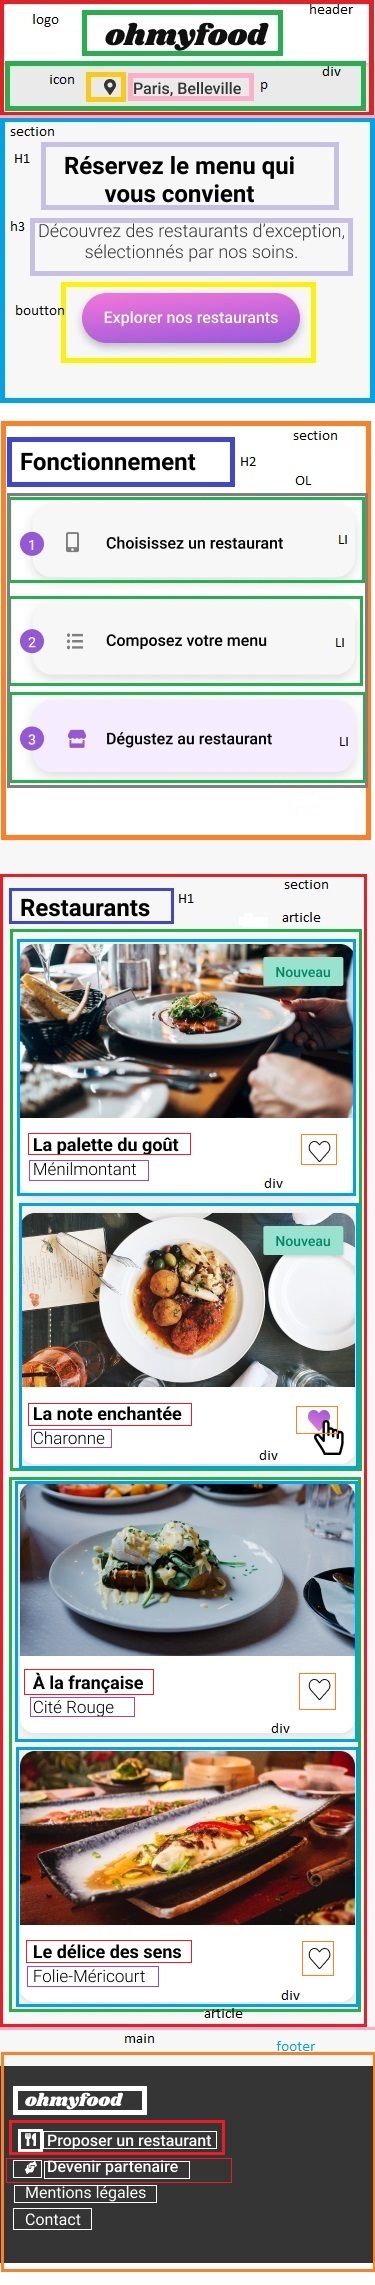 header
logo
ohmyfood
div
icon
Paris, Belleville
p
section
H1
Réservez le menu qui
vous convient
h3
Découvrez des restaurants d'exception,
sélectionnés par nos soins.
boutton
Explorer nos restaurants
section
Fonctionnement
H2
OL
1
Choisissez un restaurant
LI
2
Composez votre menu
LI
3
Dégustez au restaurant
LI
section
Restaurants
H1
article
Nouveau
La palette du goût
Ménilmontant
div
Nouveau
La note enchantée
Charonne
div
À la française
Cité Rouge
div
Le délice des sens
Folie-Méricourt
div
article
main
footer
ohmyfood
Proposer un restaurant
Devenir partenaire
Mentions légales
Contact